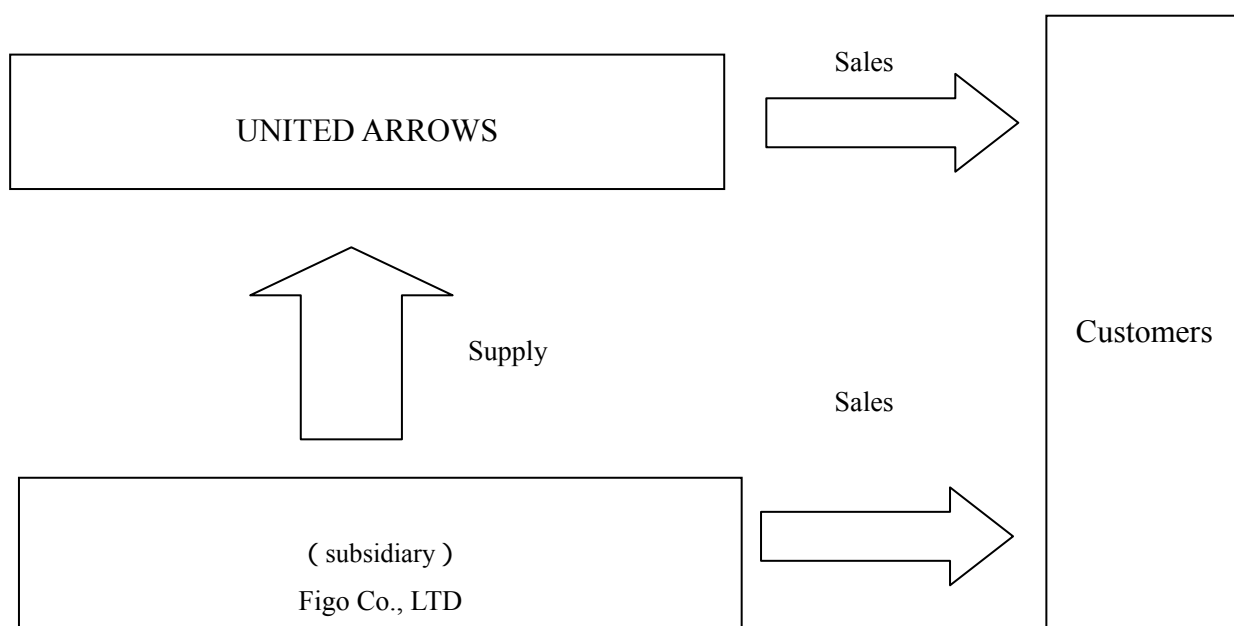 Sales
UNITED ARROWS
Customers
Supply
Sales
( subsidiary )
Figo Co., LTD